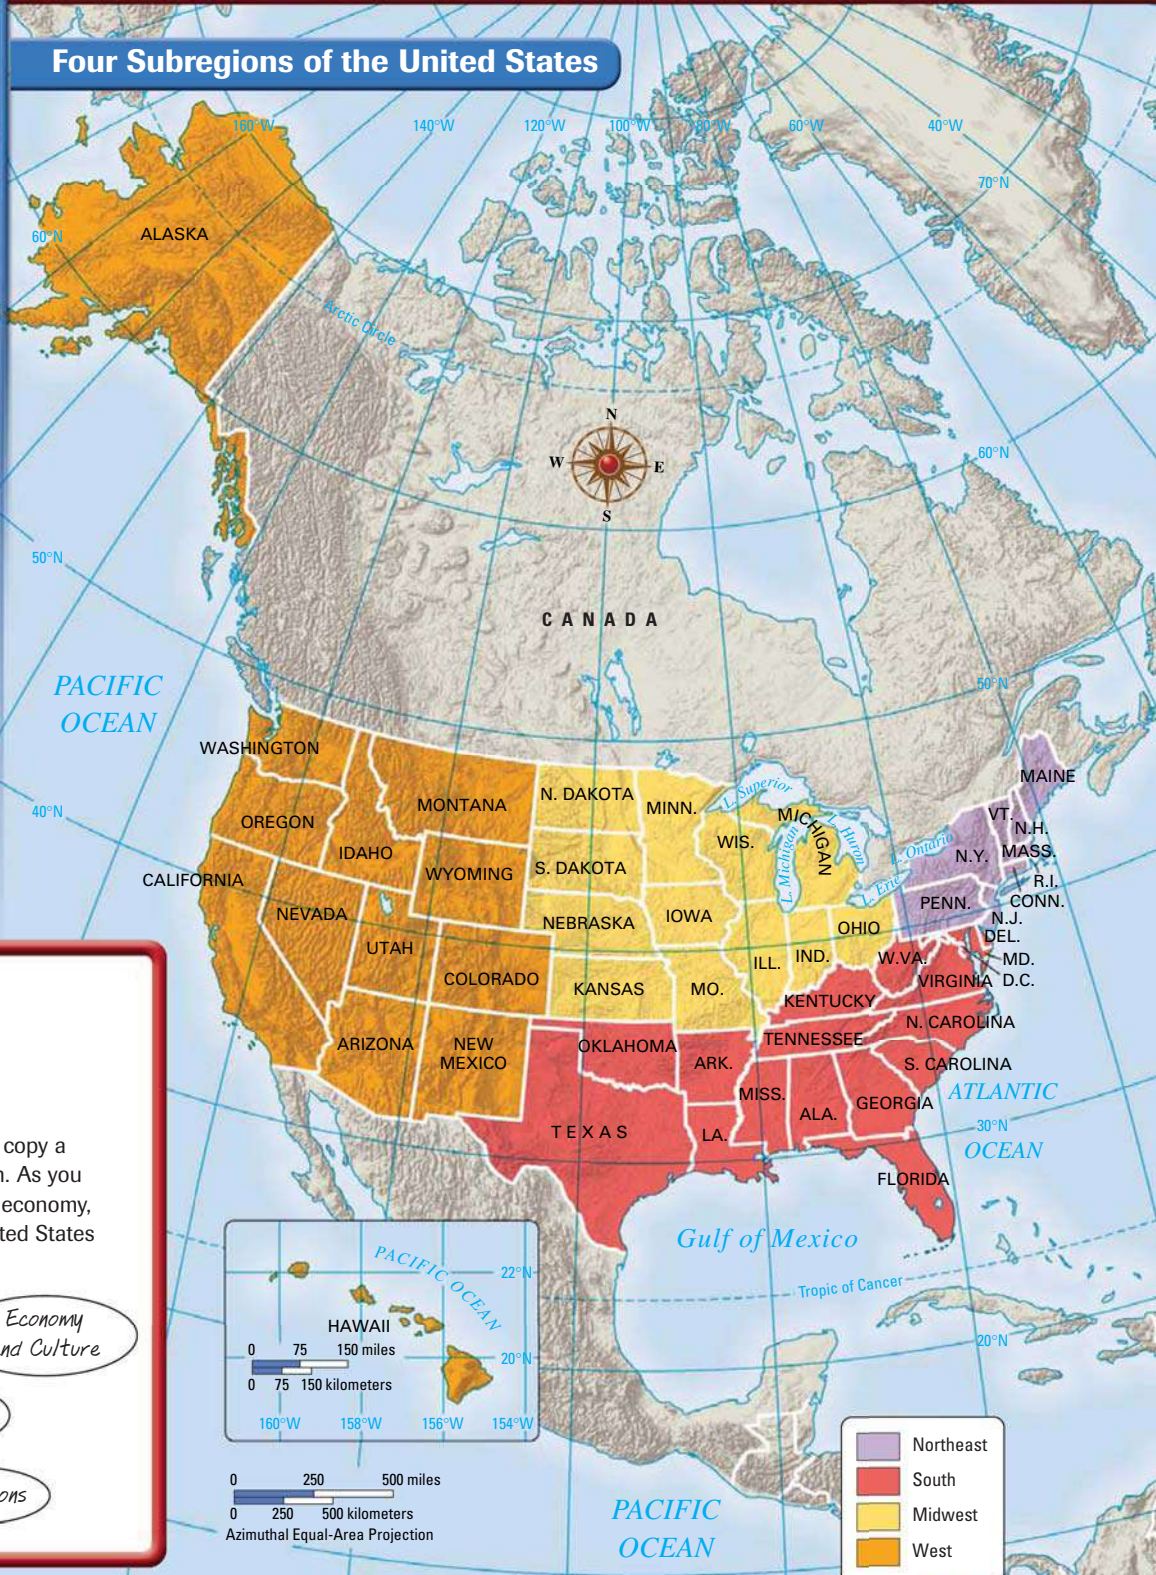 Four Subregions of the United States
160°W
140°W
120°W
100°W
80°W
60°W
40°W
70°N
60°N
ALASKA
Arctic Circle
N
W
E
S
60°N
50°N
CANADA
PACIFIC
OCEAN
50°N
40°N
WASHINGTON
MONTANA
OREGON
IDAHO
WYOMING
CALIFORNIA
NEVADA
UTAH
COLORADO
ARIZONA
NEW
MEXICO
N. DAKOTA
S. DAKOTA
NEBRASKA
KANSAS
MINN.
IOWA
MO.
WIS.
ILL.
IND.
OHIO
MICHIGAN
L. Superior
L. Michigan
L. Huron
L. Erie
L. Ontario
MAINE
VT.
N.H.
MASS.
N.Y.
R.I.
CONN.
PENN.
N.J.
DEL.
MD.
D.C.
W.VA.
VIRGINIA
KENTUCKY
N. CAROLINA
TENNESSEE
S. CAROLINA
OKLAHOMA
ARK.
MISS.
ALA.
GEORGIA
TEXAS
LA.
FLORIDA
ATLANTIC
OCEAN
30°N
Gulf of Mexico
Tropic of Cancer
20°N
copy a
. As you
economy,
ted States
Economy
nd Culture
ons
PACIFIC OCEAN
22°N
HAWAII
0 75 150 miles
0 75 150 kilometers
20°N
160°W 158°W 156°W 154°W
0 250 500 miles
0 250 500 kilometers
Azimuthal Equal-Area Projection
PACIFIC
OCEAN
Northeast
South
Midwest
West